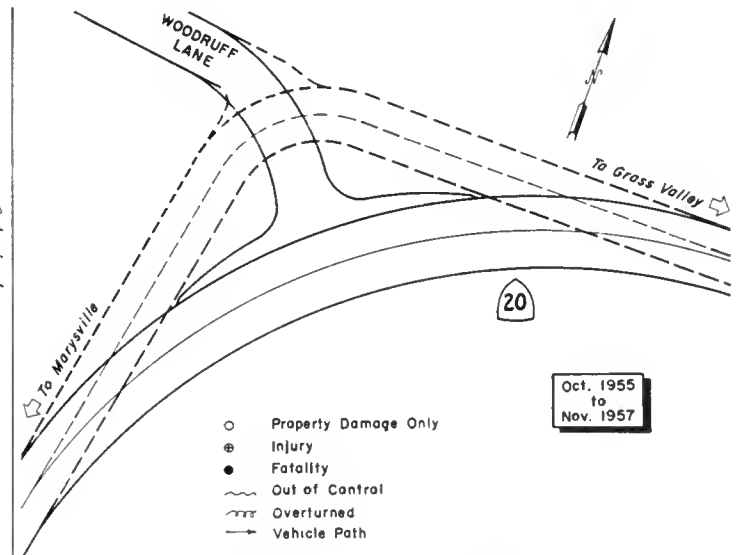 WOODRUFF
LANE
N
To Grass Valley
20
To Marysville
Oct. 1955
to
Nov. 1957
Property Damage Only
Injury
Fatality
Out of Control
Overturned
Vehicle Path